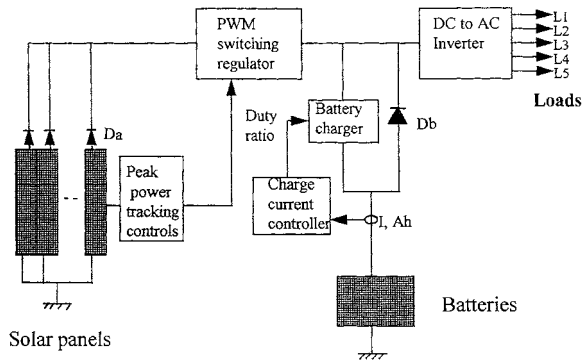 PWM
switching
regulator
DC to AC
Inverter
L1
L2
L3
L4
L5
Loads
Da
Duty
ratio
Battery
charger
Db
Peak
power
tracking
controls
Charge
current
controller
I, Ah
Batteries
Solar panels